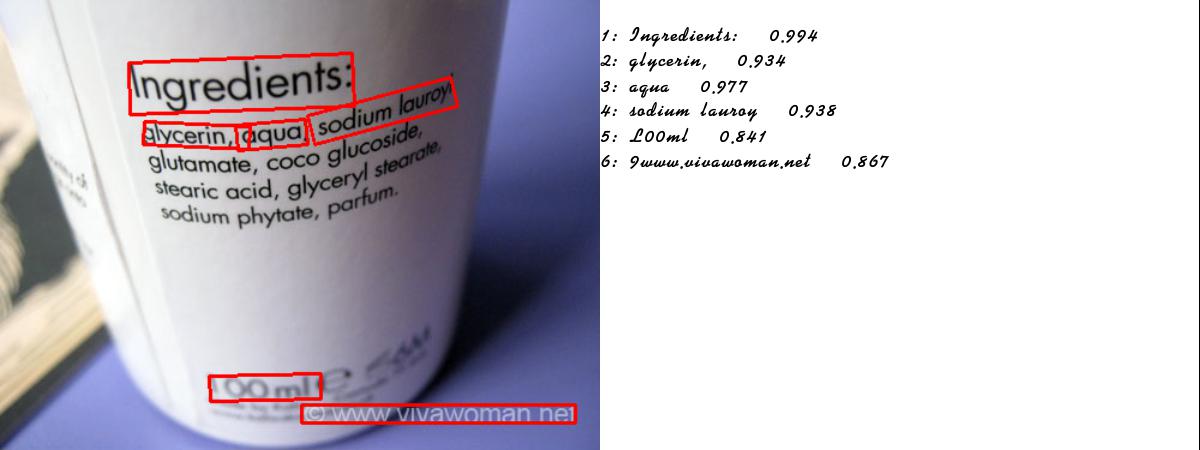 Ingredients:
glycerin, aqua, sodium lauroyl
glutamate, coco glucoside,
stearic acid, glyceryl stearate,
sodium phytate, parfum.
100 ml e
© www.vivawoman.net
1: Ingredients: 0.994
2: glycerin, 0.934
3: aqua 0.977
4: sodium lauroy 0.938
5: L00ml 0.841
6: 9www.vivawoman.net 0.867